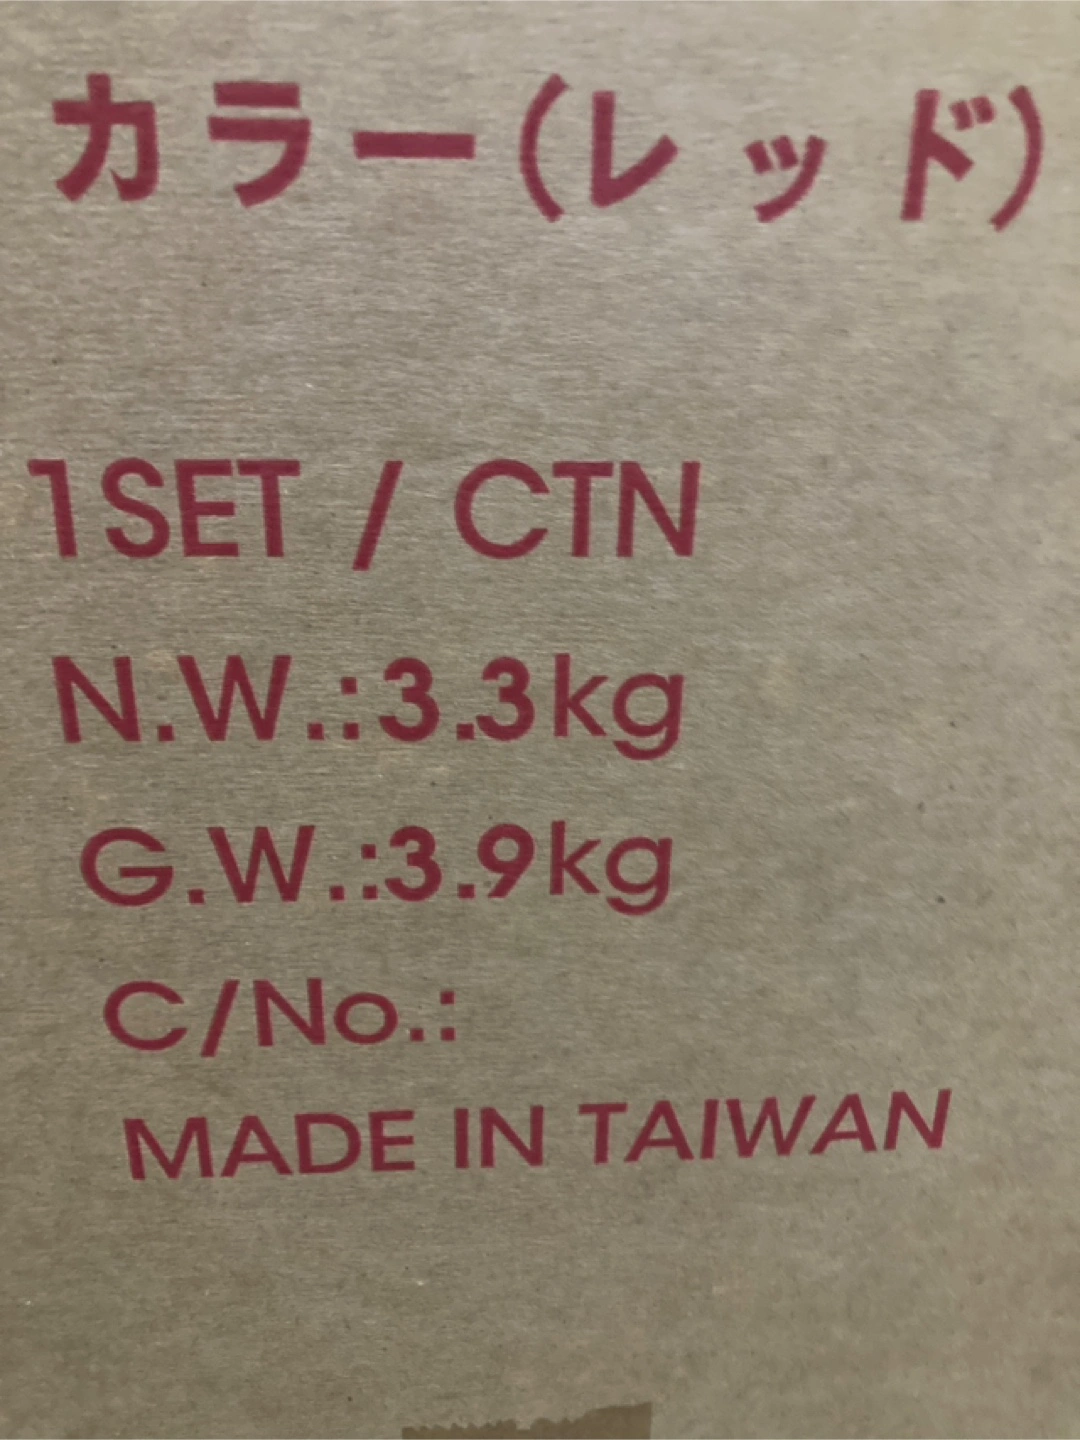 カラー(レッド)
1SET / CTN
N.W.:3.3kg
G.W.:3.9kg
C/No.:
MADE IN TAIWAN